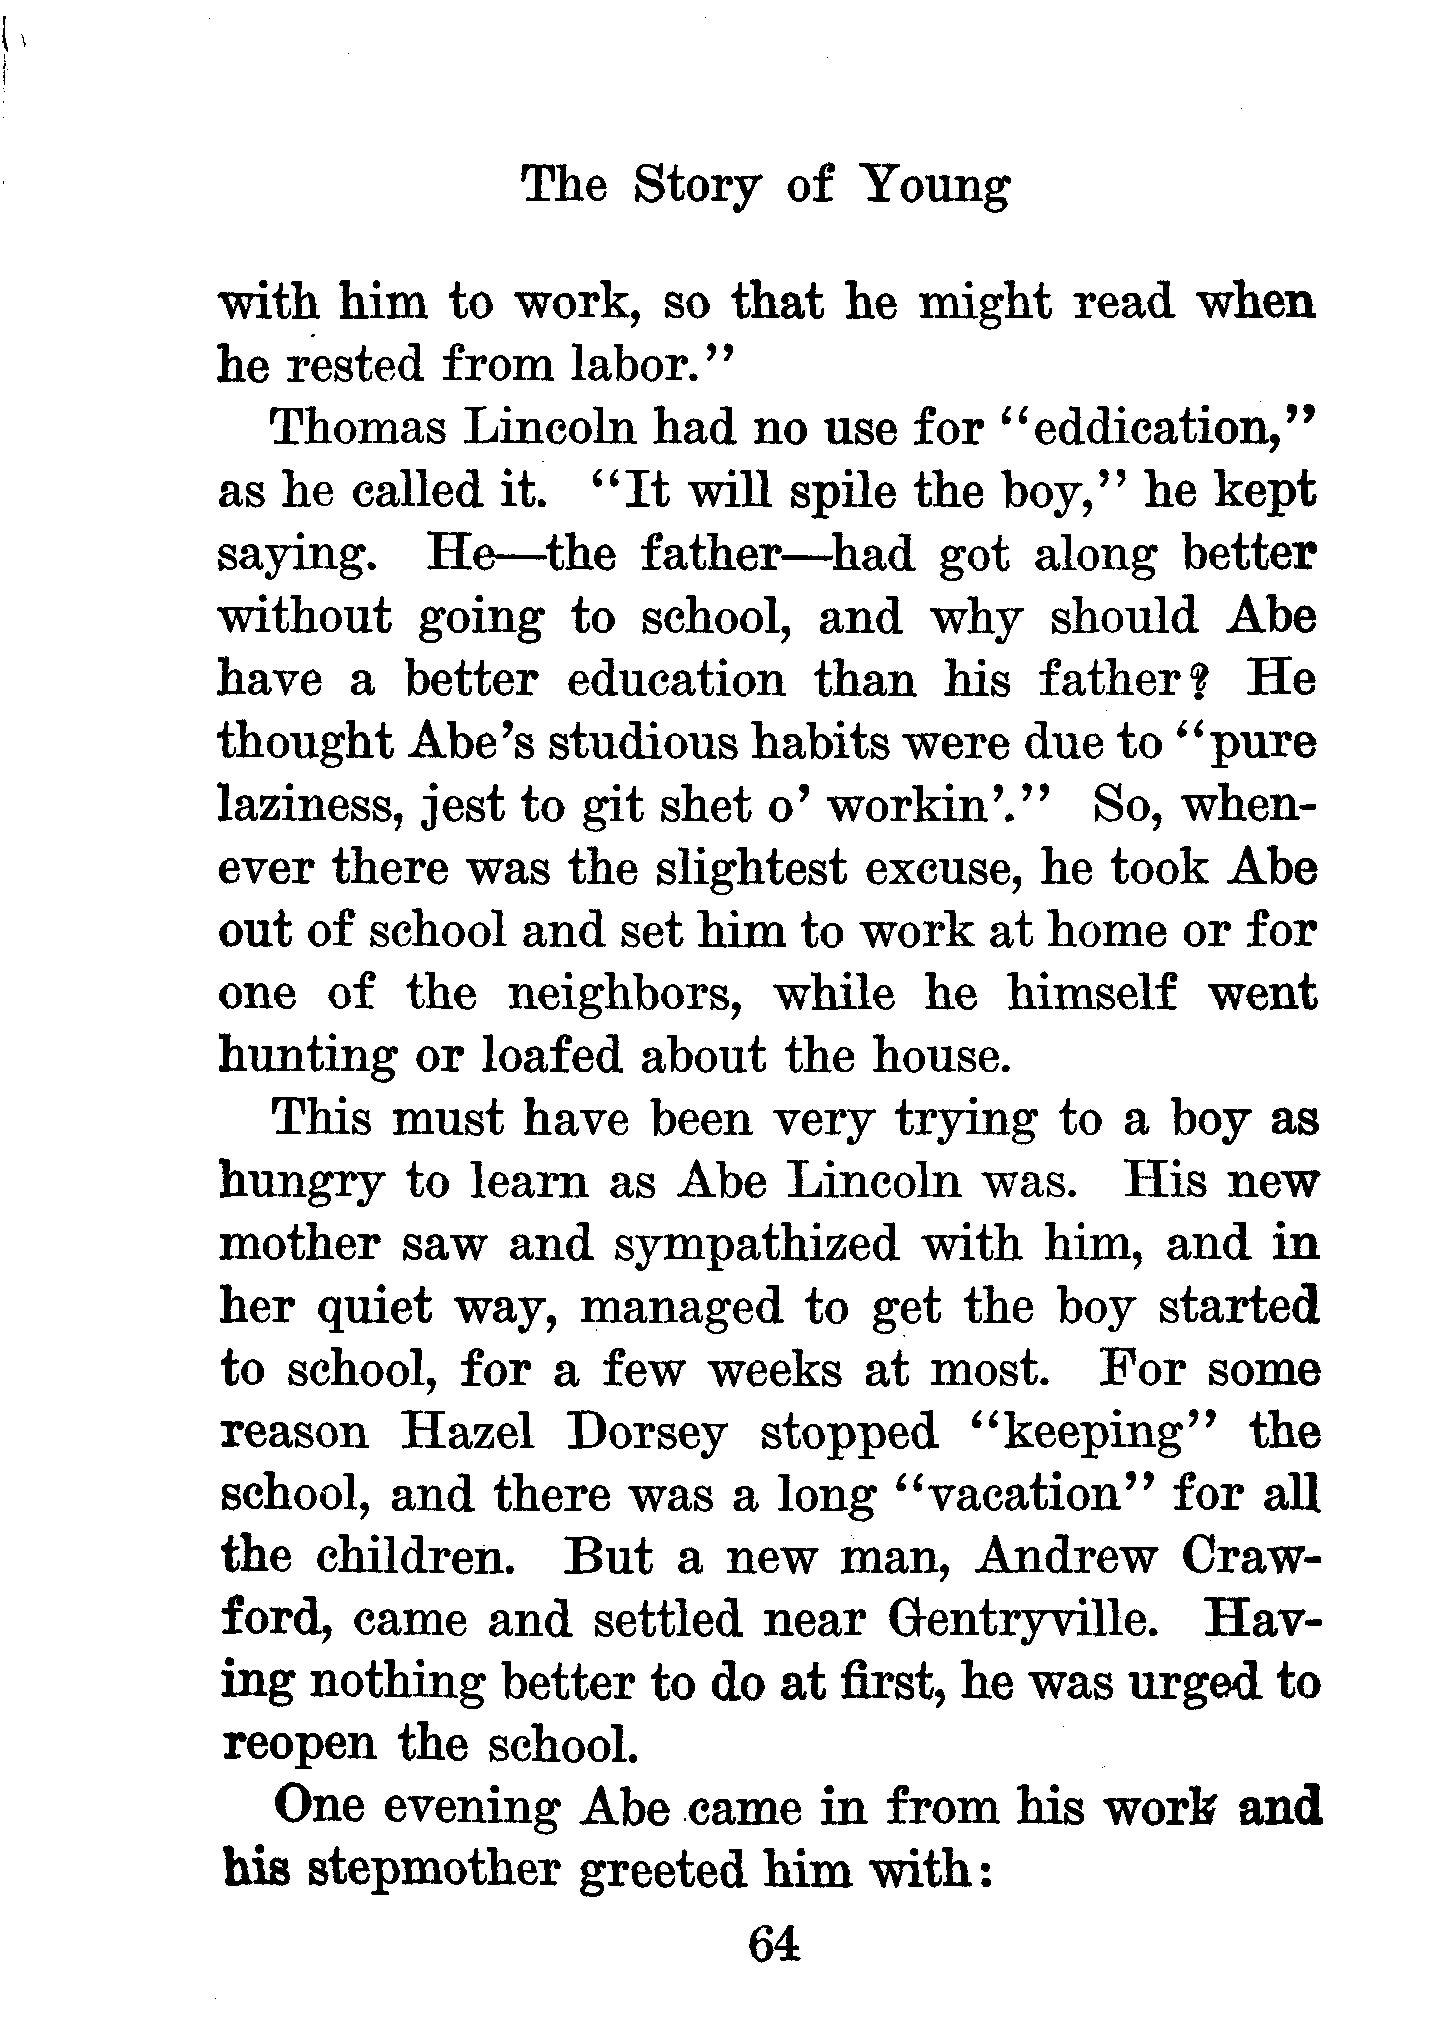 The Story of Young
with him to work, so that he might read when
he rested from labor."
Thomas Lincoln had no use for "eddication,"
as he called it. "It will spile the boy," he kept
saying. He—the father—had got along better
without going to school, and why should Abe
have a better education than his father? He
thought Abe's studious habits were due to "pure
laziness, jest to git shet o' workin'." So, when-
ever there was the slightest excuse, he took Abe
out of school and set him to work at home or for
one of the neighbors, while he himself went
hunting or loafed about the house.
This must have been very trying to a boy as
hungry to learn as Abe Lincoln was. His new
mother saw and sympathized with him, and in
her quiet way, managed to get the boy started
to school, for a few weeks at most. For some
reason Hazel Dorsey stopped "keeping" the
school, and there was a long "vacation" for all
the children. But a new man, Andrew Craw-
ford, came and settled near Gentryville. Hav-
ing nothing better to do at first, he was urged to
reopen the school.
One evening Abe came in from his work and
his stepmother greeted him with:
64